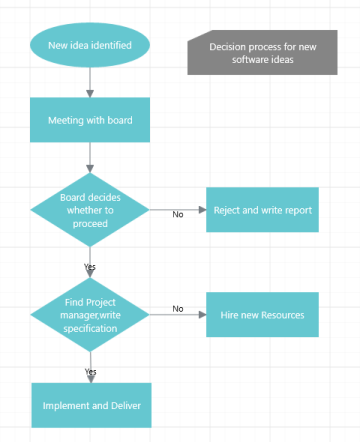 New idea identified
Decision process for new
software ideas
Meeting with board
Board decides
whether to
proceed
No
Reject and write report
Yes
Find Project
manager,write
specification
No
Hire new Resources
Yes
Implement and Deliver